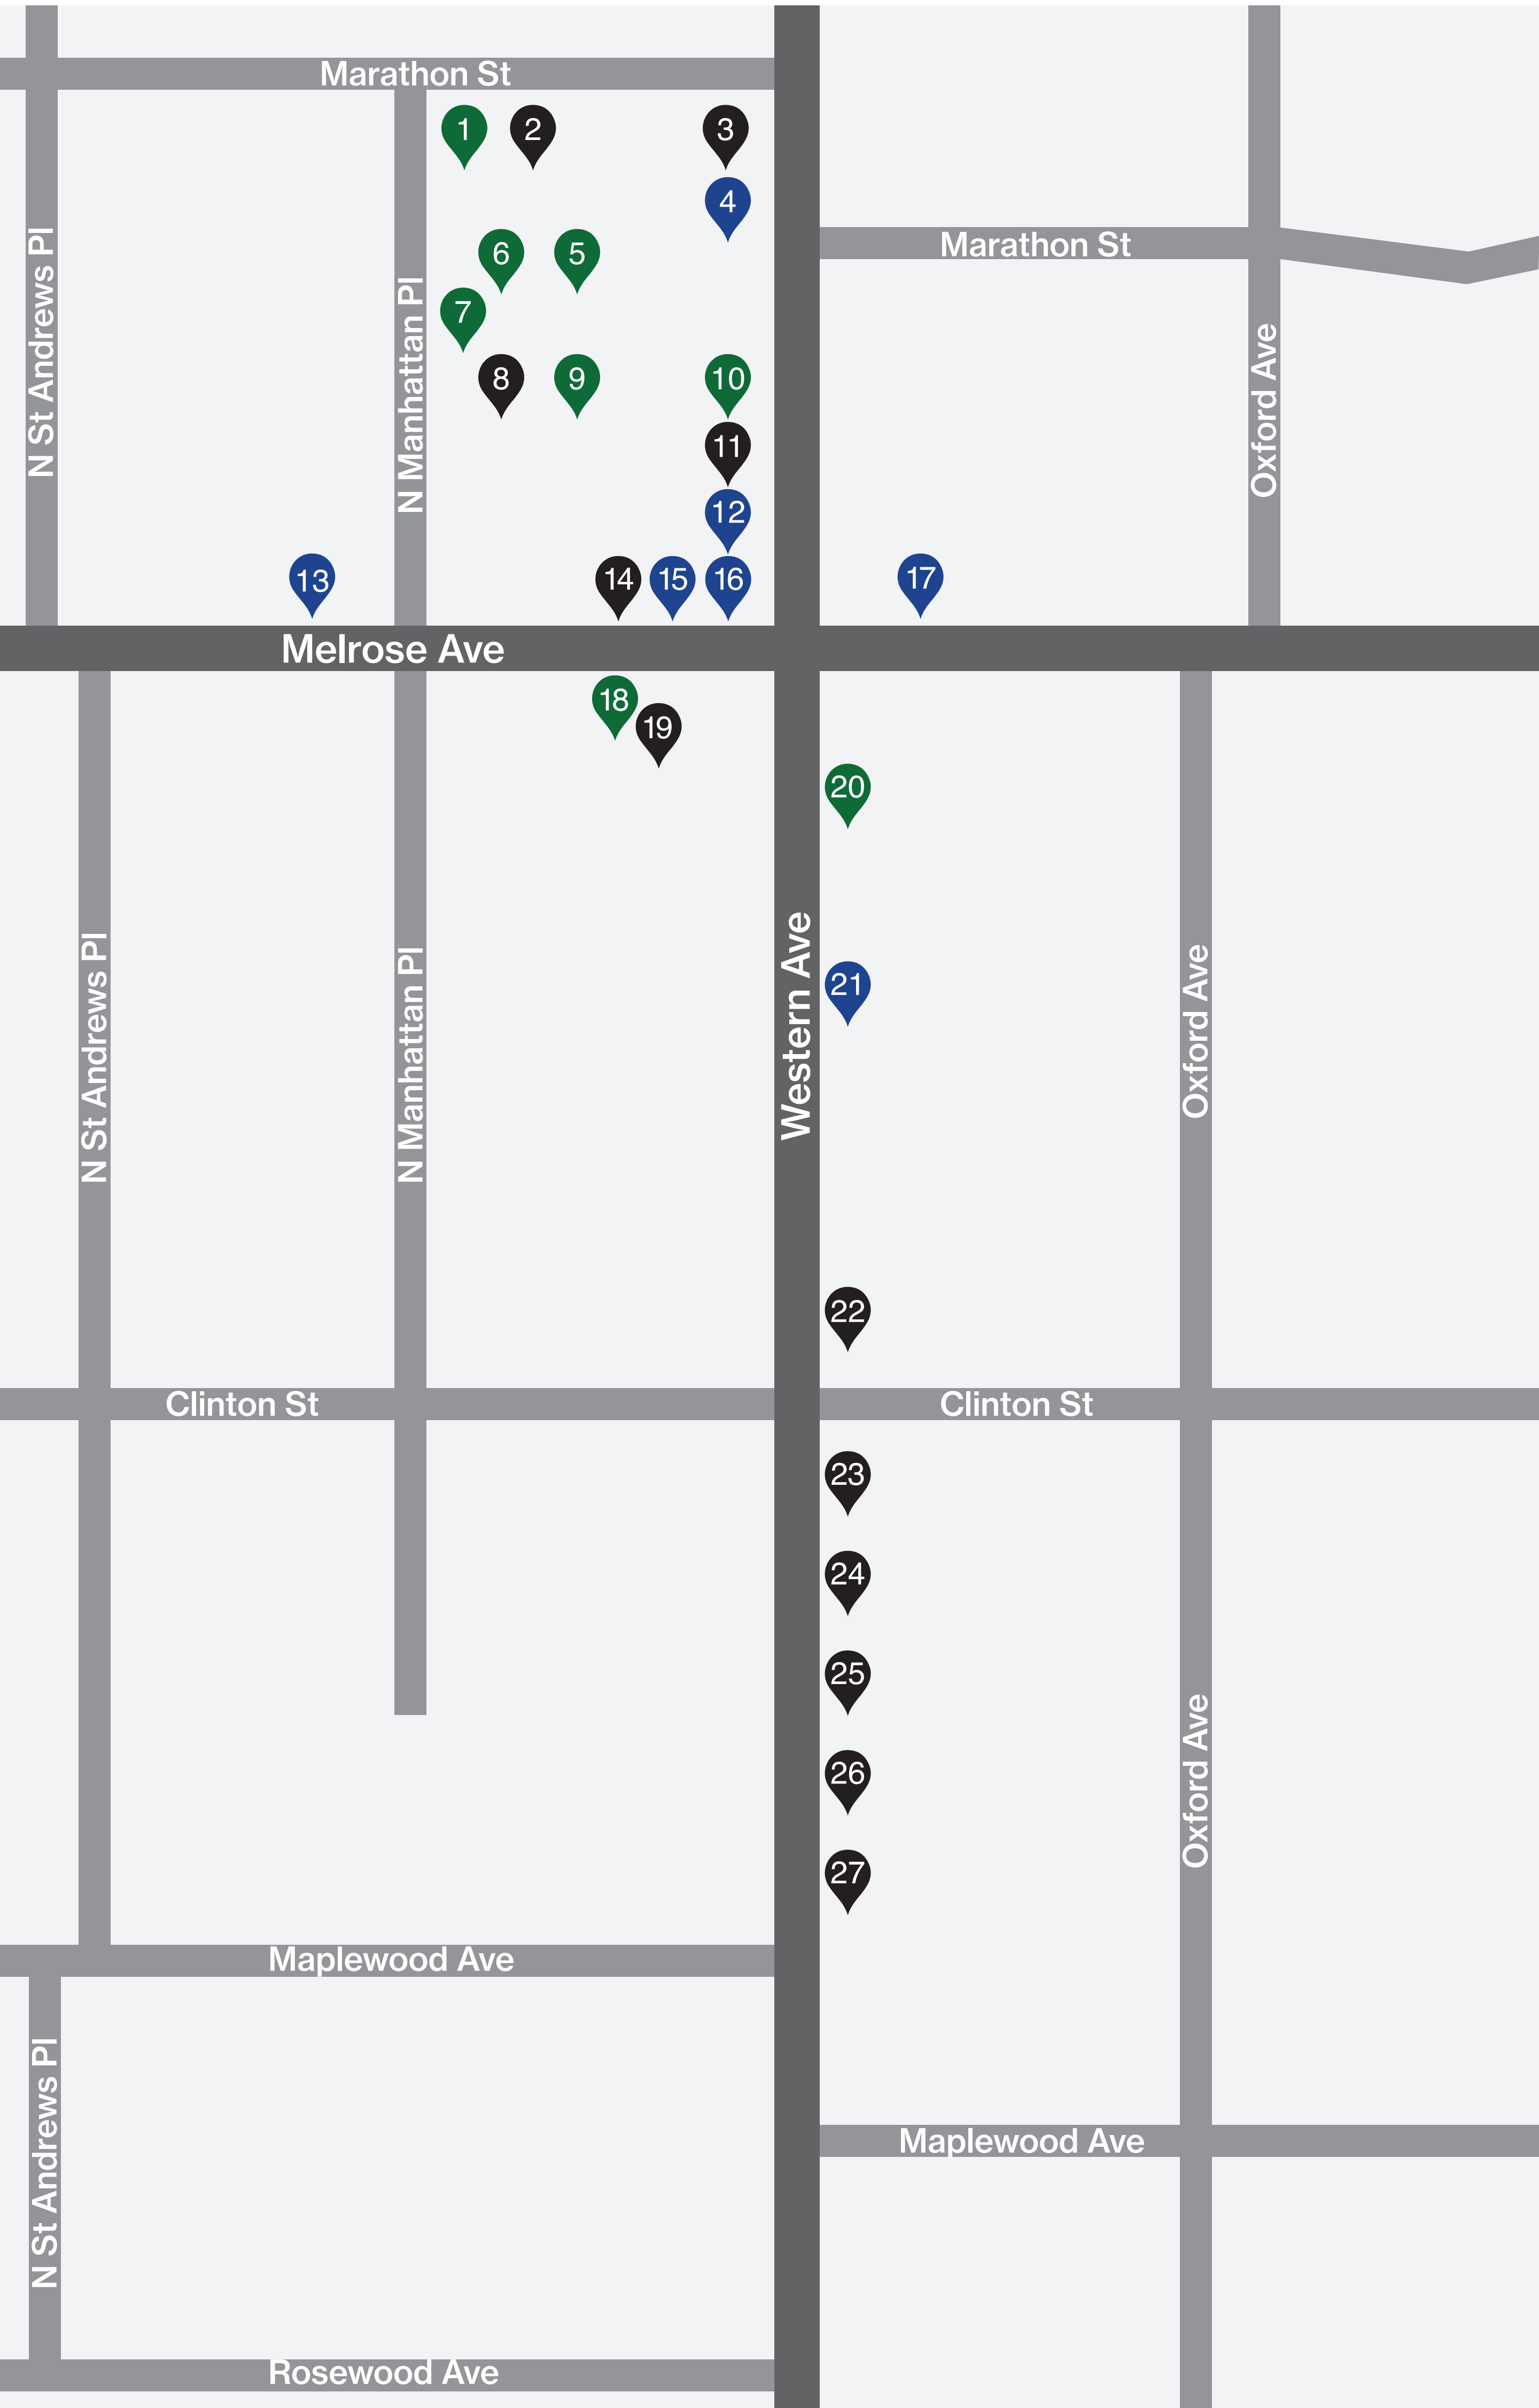 Marathon St
1
2
3
4
N St Andrews Pl
Marathon St
6
5
7
N Manhattan Pl
Oxford Ave
8
9
10
11
12
13
14
15
16
17
Melrose Ave
18
19
20
N St Andrews Pl
N Manhattan Pl
Western Ave
21
Oxford Ave
22
Clinton St
Clinton St
23
24
25
26
Oxford Ave
27
Maplewood Ave
N St Andrews Pl
Maplewood Ave
Rosewood Ave